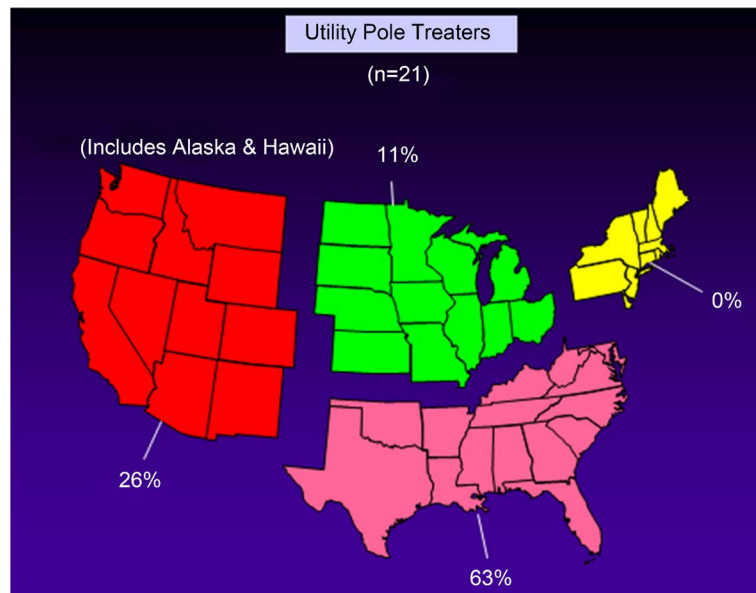 Utility Pole Treaters
(n=21)
(Includes Alaska & Hawaii)
11%
0%
26%
63%